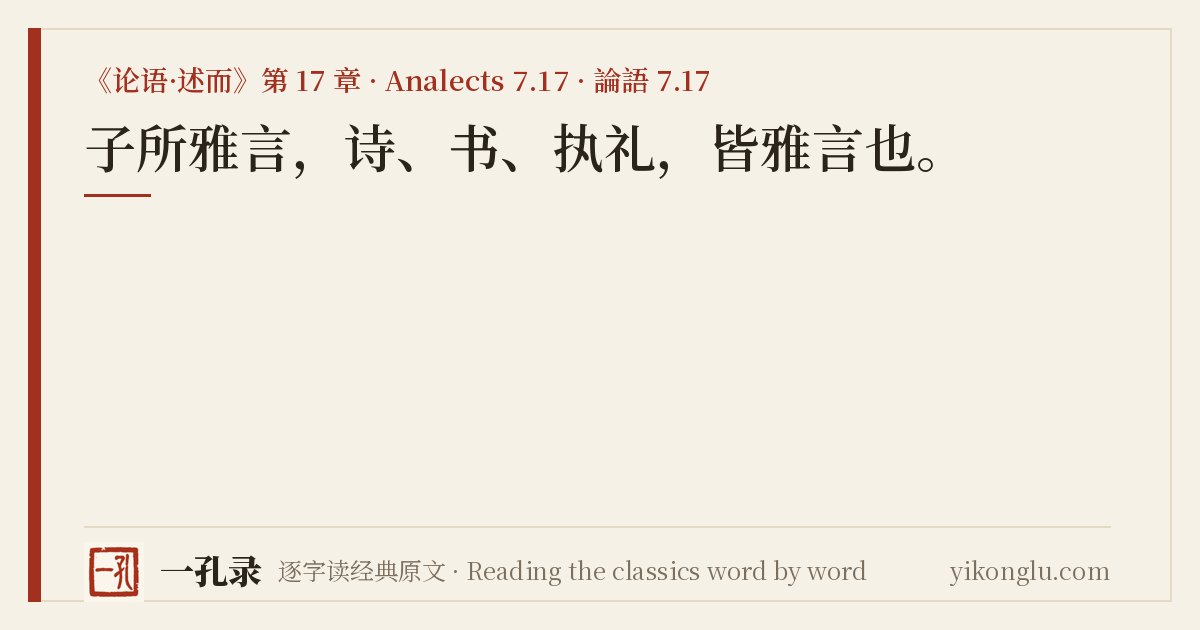 《论语·述而》第 17 章 · Analects 7.17 · 論語 7.17
子所雅言，诗、书、执礼，皆雅言也。
一孔
一孔录 逐字读经典原文 · Reading the classics word by word yikonglu.com